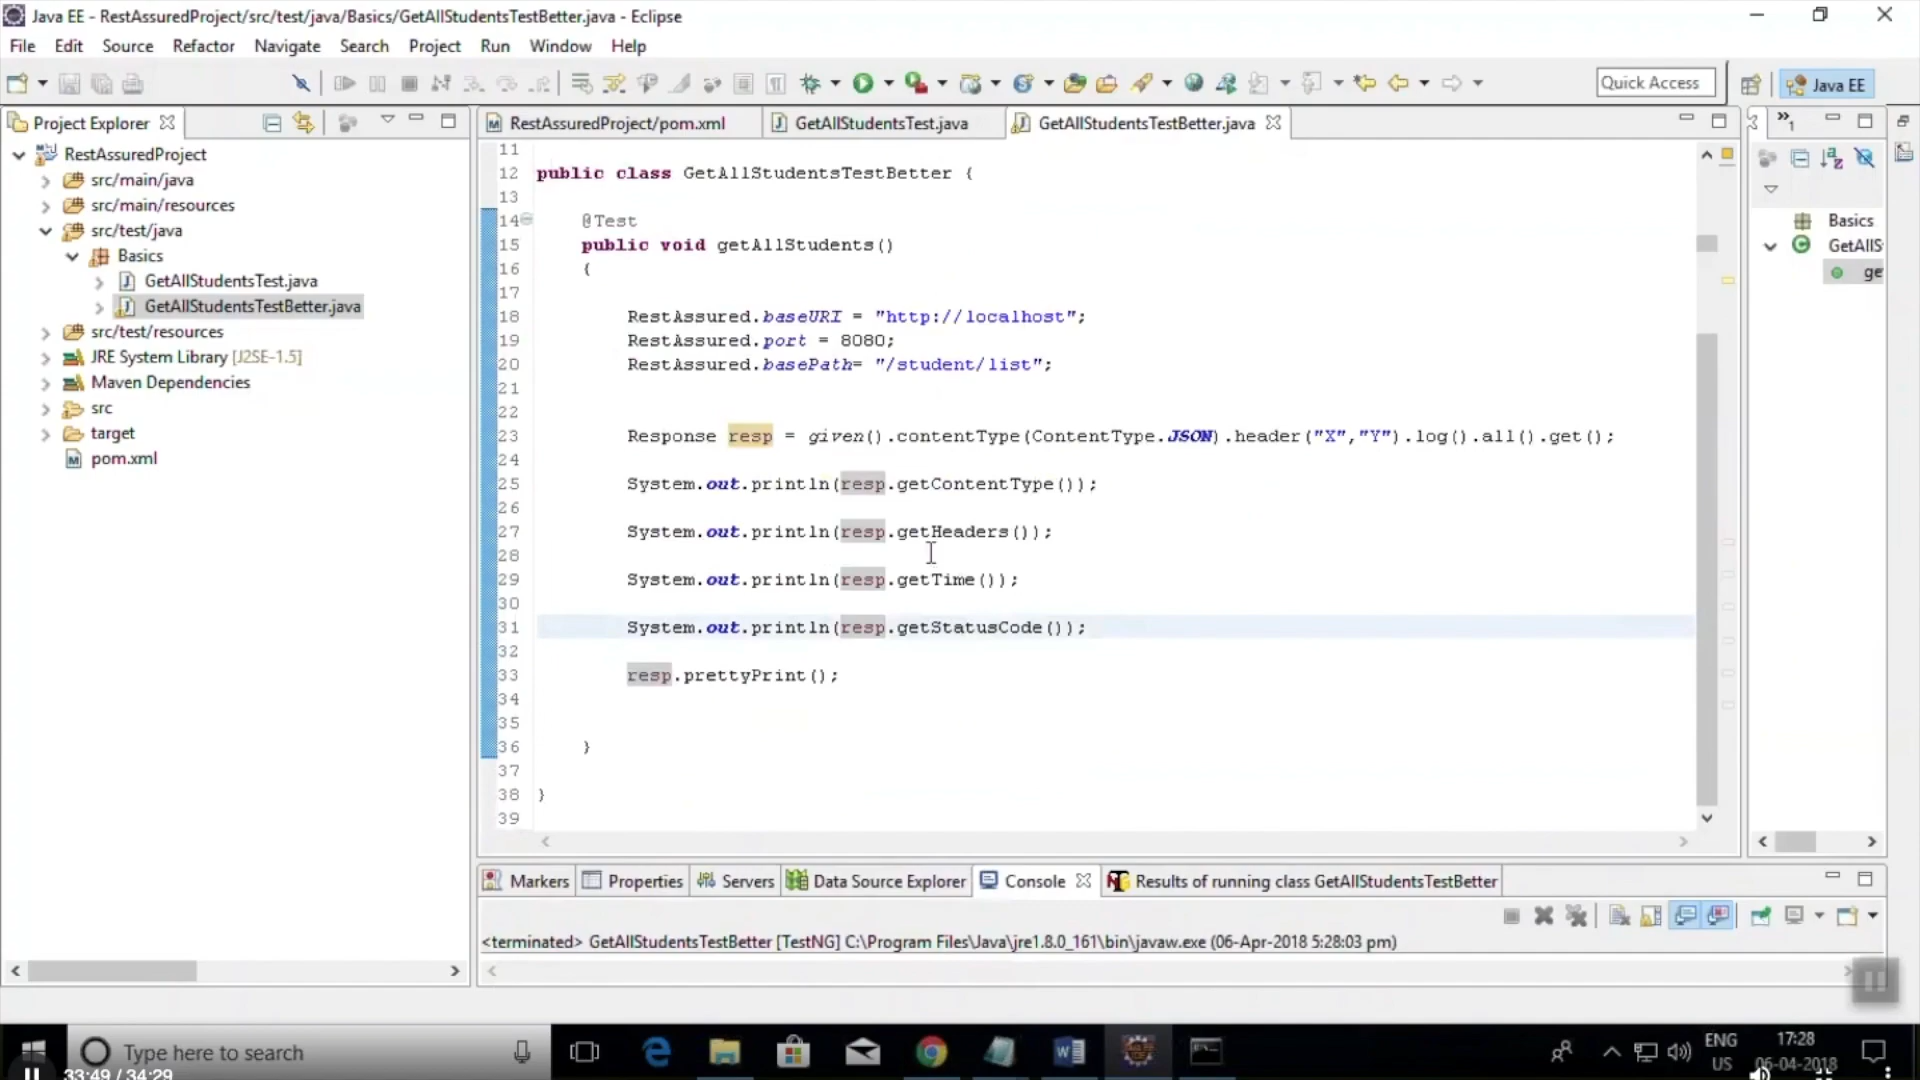 Java EE - RestAssuredProject/src/test/java/Basics/GetAllStudentsTestBetter.java - Eclipse
File Edit Source Refactor Navigate Search Project Run Window Help
Quick Access
Java EE
Project Explorer
RestAssuredProject/pom.xml
GetAllStudentsTest.java
GetAllStudentsTestBetter.java
RestAssuredProject
src/main/java
src/main/resources
src/test/java
Basics
GetAllStudentsTest.java
GetAllStudentsTestBetter.java
src/test/resources
JRE System Library [J2SE-1.5]
Maven Dependencies
src
target
pom.xml
11
12 public class GetAllStudentsTestBetter {
13
14 @Test
15 public void getAllStudents()
16 {
17
18 RestAssured.baseURI = "http://localhost";
19 RestAssured.port = 8080;
20 RestAssured.basePath= "/student/list";
21
22
23 Response resp = given().contentType(ContentType.JSON).header("X","Y").log().all().get();
24
25 System.out.println(resp.getContentType());
26
27 System.out.println(resp.getHeaders());
28
29 System.out.println(resp.getTime());
30
31 System.out.println(resp.getStatusCode());
32
33 resp.prettyPrint();
34
35
36 }
37
38 }
39
Basics
GetAllS
ge
Markers Properties Servers Data Source Explorer Console Results of running class GetAllStudentsTestBetter
<terminated> GetAllStudentsTestBetter [TestNG] C:\Program Files\Java\jre1.8.0_161\bin\javaw.exe (06-Apr-2018 5:28:03 pm)
Type here to search
ENG
US
17:28
06-04-2018
33:49 / 34:29